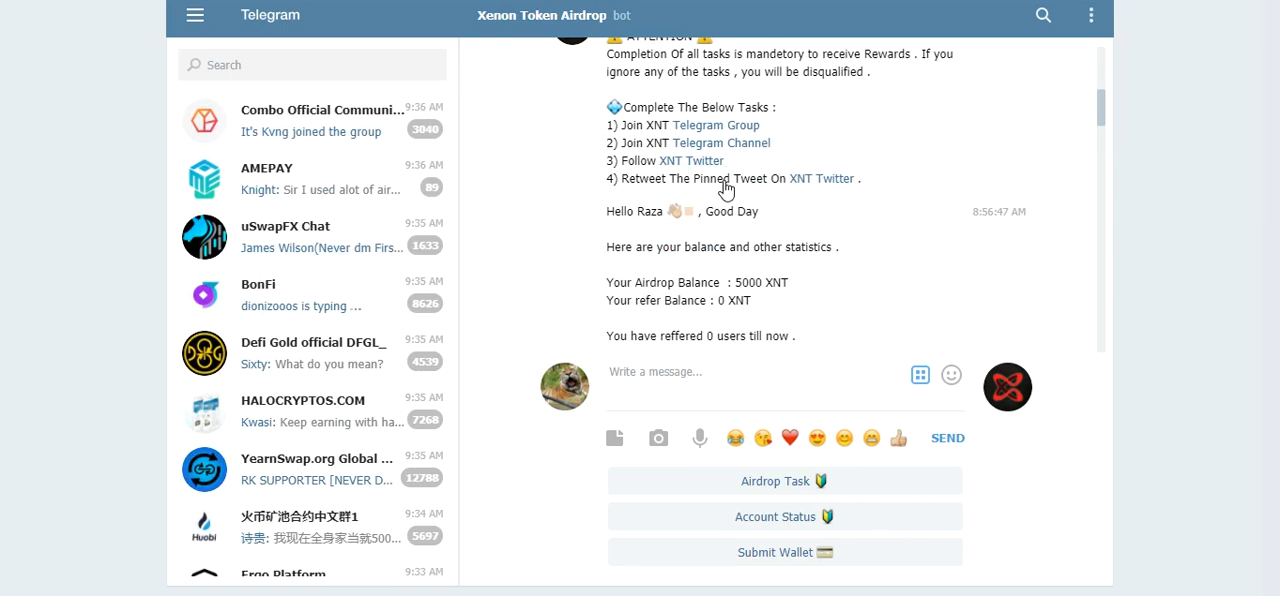 Telegram
Xenon Token Airdrop bot
Search
Combo Official Communi... 9:36 AM
It's Kvng joined the group 3040
AMEPAY 9:36 AM
Knight: Sir I used alot of air... 89
uSwapFX Chat 9:35 AM
James Wilson(Never dm Firs... 1633
BonFi 9:35 AM
dionizooos is typing ... 8626
Defi Gold official DFGL_ 9:35 AM
Sixty: What do you mean? 4539
HALOCRYPTOS.COM 9:35 AM
Kwasi: Keep earning with ha... 7268
YearnSwap.org Global ... 9:35 AM
RK SUPPORTER [NEVER D... 12788
火币矿池合约中文群1 9:34 AM
诗贵: 我现在全身家当就500... 5697
Huobi
Ergo Platform 9:33 AM
⚠️ ATTENTION ⚠️
Completion Of all tasks is mandetory to receive Rewards . If you
ignore any of the tasks , you will be disqualified .
💠Complete The Below Tasks :
1) Join XNT Telegram Group
2) Join XNT Telegram Channel
3) Follow XNT Twitter
4) Retweet The Pinned Tweet On XNT Twitter .
Hello Raza 👋🏻 , Good Day 8:56:47 AM
Here are your balance and other statistics .
Your Airdrop Balance : 5000 XNT
Your refer Balance : 0 XNT
You have reffered 0 users till now .
Write a message...
SEND
Airdrop Task 🔰
Account Status 🔰
Submit Wallet 💳